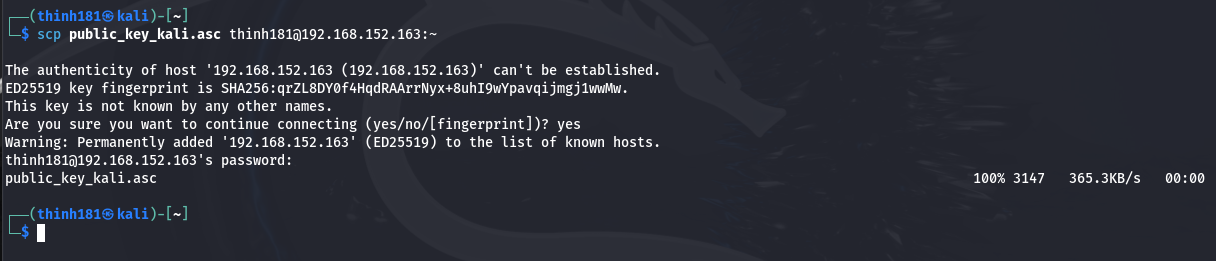 ┌──(thinh181㉿kali)-[~]
└─$ scp public_key_kali.asc thinh181@192.168.152.163:~
The authenticity of host '192.168.152.163 (192.168.152.163)' can't be established.
ED25519 key fingerprint is SHA256:qrZL8DY0f4HqdRAArrNyx+8uhI9wYpavqijmgj1wwMw.
This key is not known by any other names.
Are you sure you want to continue connecting (yes/no/[fingerprint])? yes
Warning: Permanently added '192.168.152.163' (ED25519) to the list of known hosts.
thinh181@192.168.152.163's password:
public_key_kali.asc 100% 3147 365.3KB/s 00:00
┌──(thinh181㉿kali)-[~]
└─$